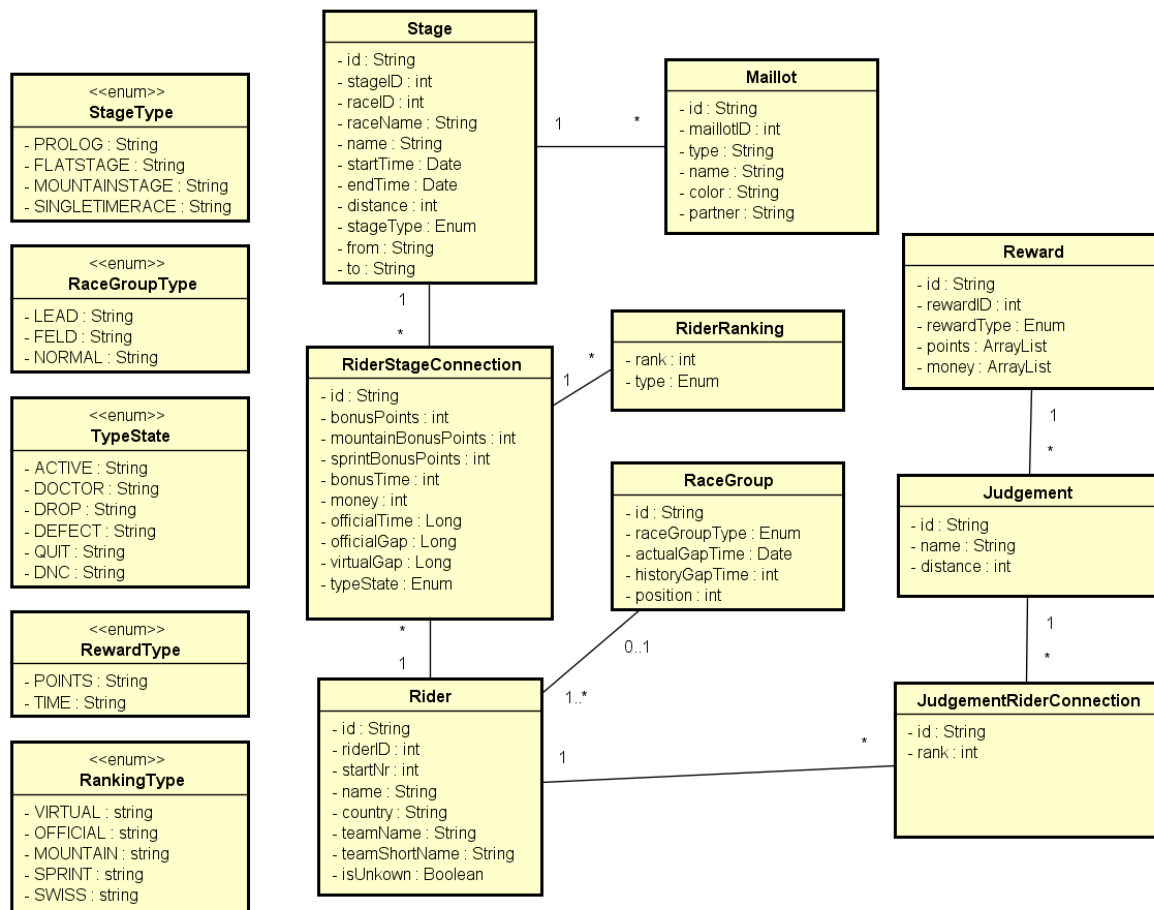 <<enum>>
StageType
- PROLOG : String
- FLATSTAGE : String
- MOUNTAINSTAGE : String
- SINGLETIMERACE : String
<<enum>>
RaceGroupType
- LEAD : String
- FELD : String
- NORMAL : String
<<enum>>
TypeState
- ACTIVE : String
- DOCTOR : String
- DROP : String
- DEFECT : String
- QUIT : String
- DNC : String
<<enum>>
RewardType
- POINTS : String
- TIME : String
<<enum>>
RankingType
- VIRTUAL : string
- OFFICIAL : string
- MOUNTAIN : string
- SPRINT : string
- SWISS : string
Stage
- id : String
- stageID : int
- raceID : int
- raceName : String
- name : String
- startTime : Date
- endTime : Date
- distance : int
- stageType : Enum
- from : String
- to : String
1
*
Maillot
- id : String
- maillotID : int
- type : String
- name : String
- color : String
- partner : String
1
*
RiderStageConnection
- id : String
- bonusPoints : int
- mountainBonusPoints : int
- sprintBonusPoints : int
- bonusTime : int
- money : int
- officialTime : Long
- officialGap : Long
- virtualGap : Long
- typeState : Enum
1
*
RiderRanking
- rank : int
- type : Enum
RaceGroup
- id : String
- raceGroupType : Enum
- actualGapTime : Date
- historyGapTime : int
- position : int
0..1
1..*
*
1
Rider
- id : String
- riderID : int
- startNr : int
- name : String
- country : String
- teamName : String
- teamShortName : String
- isUnkown : Boolean
1
*
Reward
- id : String
- rewardID : int
- rewardType : Enum
- points : ArrayList
- money : ArrayList
1
*
Judgement
- id : String
- name : String
- distance : int
1
*
JudgementRiderConnection
- id : String
- rank : int